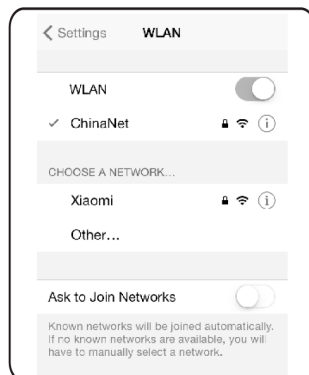 Settings WLAN
WLAN
ChinaNet
CHOOSE A NETWORK...
Xiaomi
Other...
Ask to Join Networks
Known networks will be joined automatically.
If no known networks are available, you will
have to manually select a network.